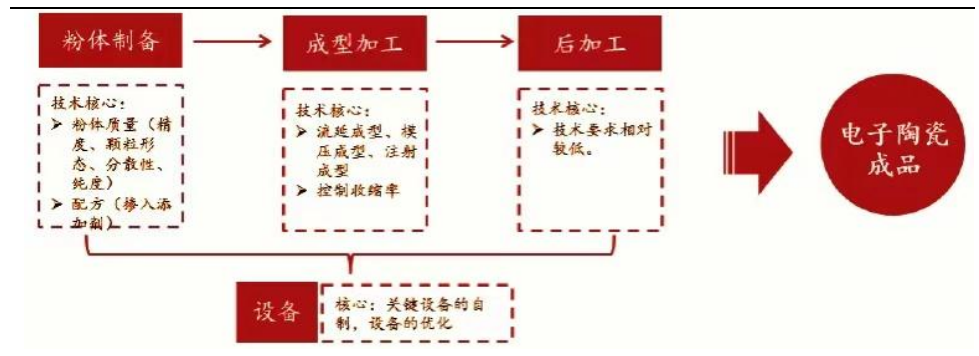 粉体制备
成型加工
后加工
技术核心：
➤ 粉体质量（精
度、颗粒形
态、分散性、
纯度）
➤ 配方（掺入添
加剂）
技术核心：
➤ 流延成型、模
压成型、注射
成型
➤ 控制收缩率
技术核心：
➤ 技术要求相对
较低。
电子陶瓷
成品
设备
核心：关键设备的自
制，设备的优化